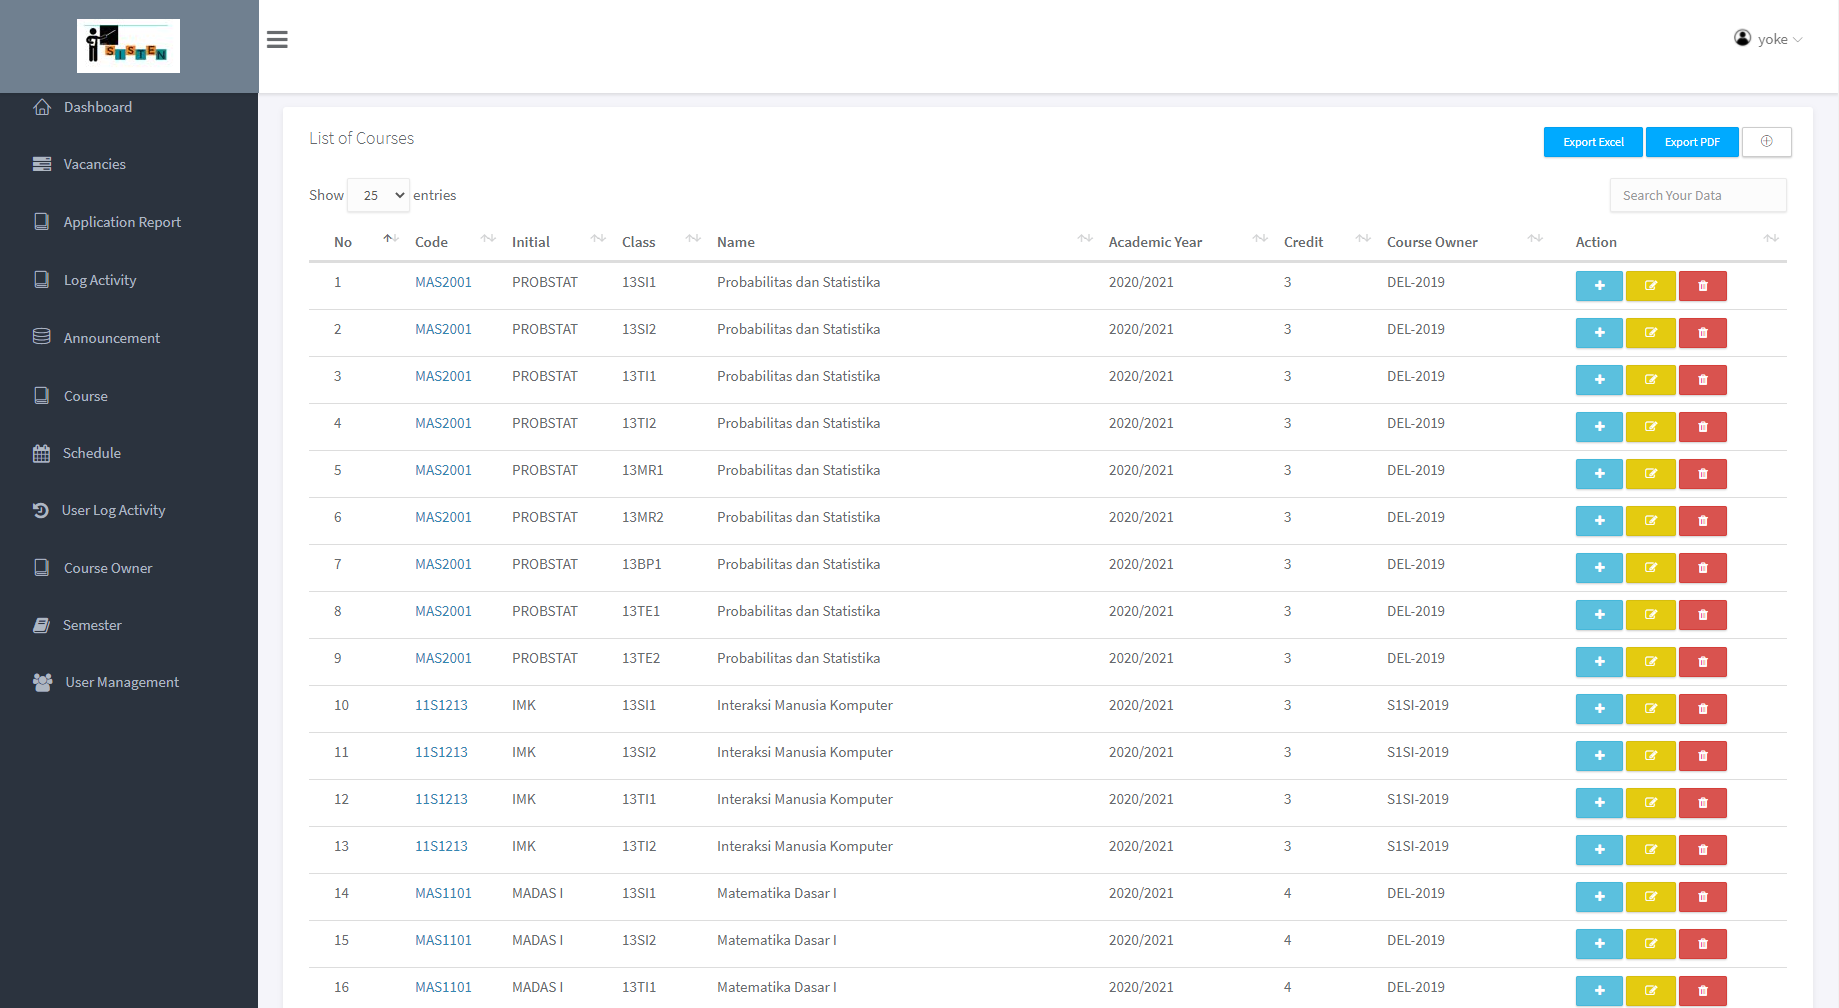 SISTEN
yoke
Dashboard
Vacancies
Application Report
Log Activity
Announcement
Course
Schedule
User Log Activity
Course Owner
Semester
User Management
List of Courses
Export Excel Export PDF
Show 25 entries
Search Your Data
No Code Initial Class Name Academic Year Credit Course Owner Action
1 MAS2001 PROBSTAT 13SI1 Probabilitas dan Statistika 2020/2021 3 DEL-2019
2 MAS2001 PROBSTAT 13SI2 Probabilitas dan Statistika 2020/2021 3 DEL-2019
3 MAS2001 PROBSTAT 13TI1 Probabilitas dan Statistika 2020/2021 3 DEL-2019
4 MAS2001 PROBSTAT 13TI2 Probabilitas dan Statistika 2020/2021 3 DEL-2019
5 MAS2001 PROBSTAT 13MR1 Probabilitas dan Statistika 2020/2021 3 DEL-2019
6 MAS2001 PROBSTAT 13MR2 Probabilitas dan Statistika 2020/2021 3 DEL-2019
7 MAS2001 PROBSTAT 13BP1 Probabilitas dan Statistika 2020/2021 3 DEL-2019
8 MAS2001 PROBSTAT 13TE1 Probabilitas dan Statistika 2020/2021 3 DEL-2019
9 MAS2001 PROBSTAT 13TE2 Probabilitas dan Statistika 2020/2021 3 DEL-2019
10 11S1213 IMK 13SI1 Interaksi Manusia Komputer 2020/2021 3 S1SI-2019
11 11S1213 IMK 13SI2 Interaksi Manusia Komputer 2020/2021 3 S1SI-2019
12 11S1213 IMK 13TI1 Interaksi Manusia Komputer 2020/2021 3 S1SI-2019
13 11S1213 IMK 13TI2 Interaksi Manusia Komputer 2020/2021 3 S1SI-2019
14 MAS1101 MADAS I 13SI1 Matematika Dasar I 2020/2021 4 DEL-2019
15 MAS1101 MADAS I 13SI2 Matematika Dasar I 2020/2021 4 DEL-2019
16 MAS1101 MADAS I 13TI1 Matematika Dasar I 2020/2021 4 DEL-2019